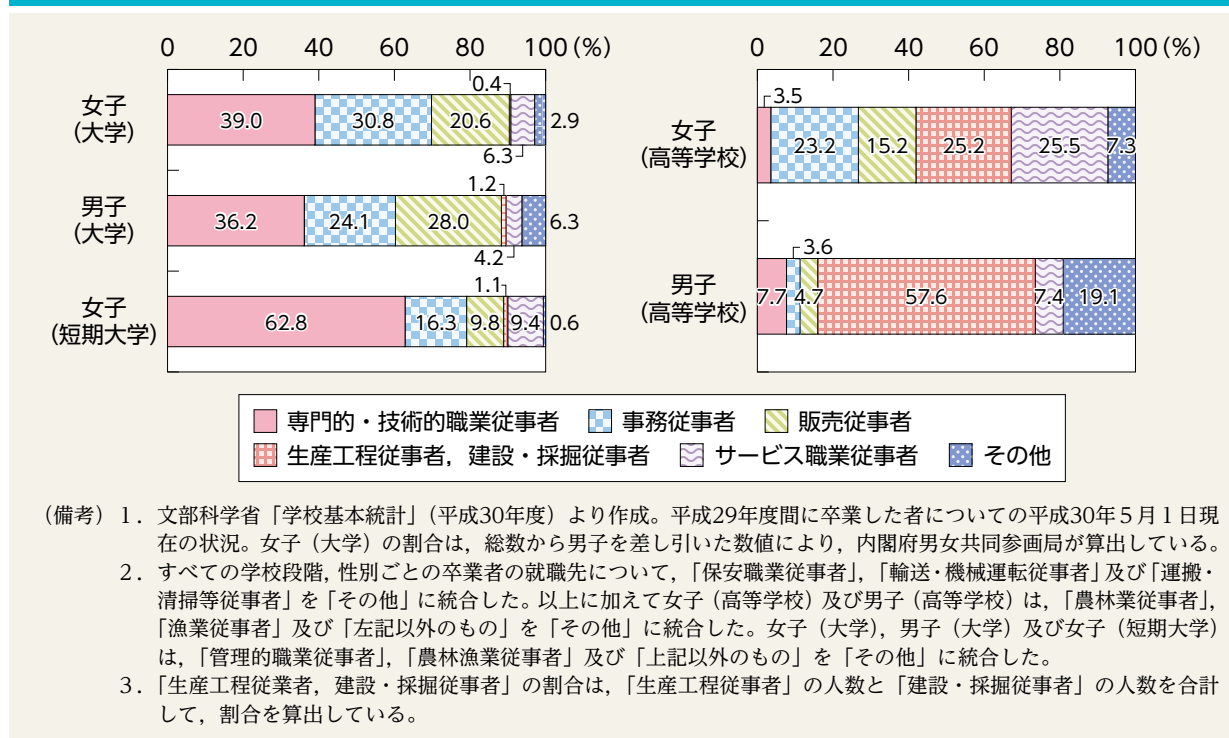 0 20 40 60 80 100(%)
女子
(大学)
39.0 30.8 20.6 0.4 6.3 2.9
男子
(大学)
36.2 24.1 28.0 1.2 4.2 6.3
女子
(短期大学)
62.8 16.3 9.8 1.1 9.4 0.6
0 20 40 60 80 100(%)
女子
(高等学校)
3.5 23.2 15.2 25.2 25.5 7.3
男子
(高等学校)
7.7 3.6 4.7 57.6 7.4 19.1
専門的・技術的職業従事者 事務従事者 販売従事者
生産工程従事者,建設・採掘従事者 サービス職業従事者 その他
(備考)1.文部科学省「学校基本統計」(平成30年度)より作成。平成29年度間に卒業した者についての平成30年5月1日現
在の状況。女子(大学)の割合は,総数から男子を差し引いた数値により,内閣府男女共同参画局が算出している。
2.すべての学校段階,性別ごとの卒業者の就職先について,「保安職業従事者」,「輸送・機械運転従事者」及び「運搬・
清掃等従事者」を「その他」に統合した。以上に加えて女子(高等学校)及び男子(高等学校)は,「農林業従事者」,
「漁業従事者」及び「左記以外のもの」を「その他」に統合した。女子(大学),男子(大学)及び女子(短期大学)
は,「管理的職業従事者」,「農林漁業従事者」及び「上記以外のもの」を「その他」に統合した。
3.「生産工程従業者,建設・採掘従事者」の割合は,「生産工程従事者」の人数と「建設・採掘従事者」の人数を合計
して,割合を算出している。